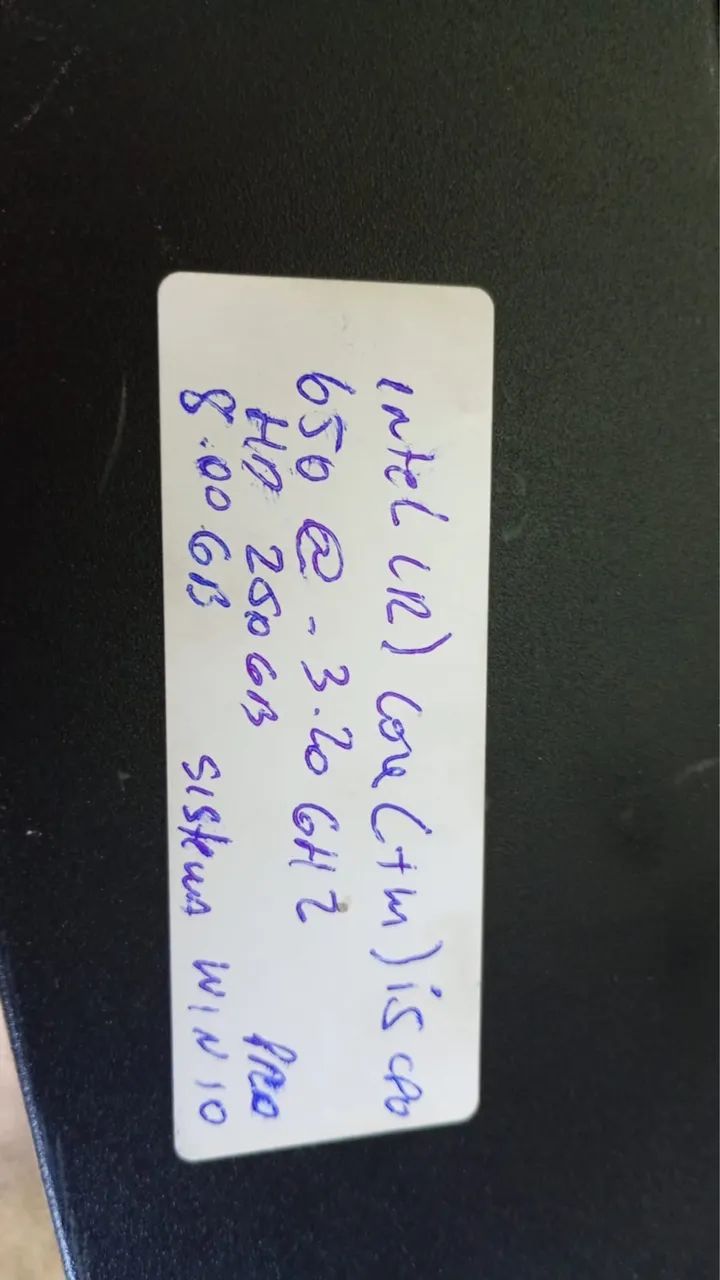 Intel (R) Core (tm) i5 CPU
650 @ - 3.20 GHZ
HD 250 GB PRO
8.00 GB SISTEMA WIN 10